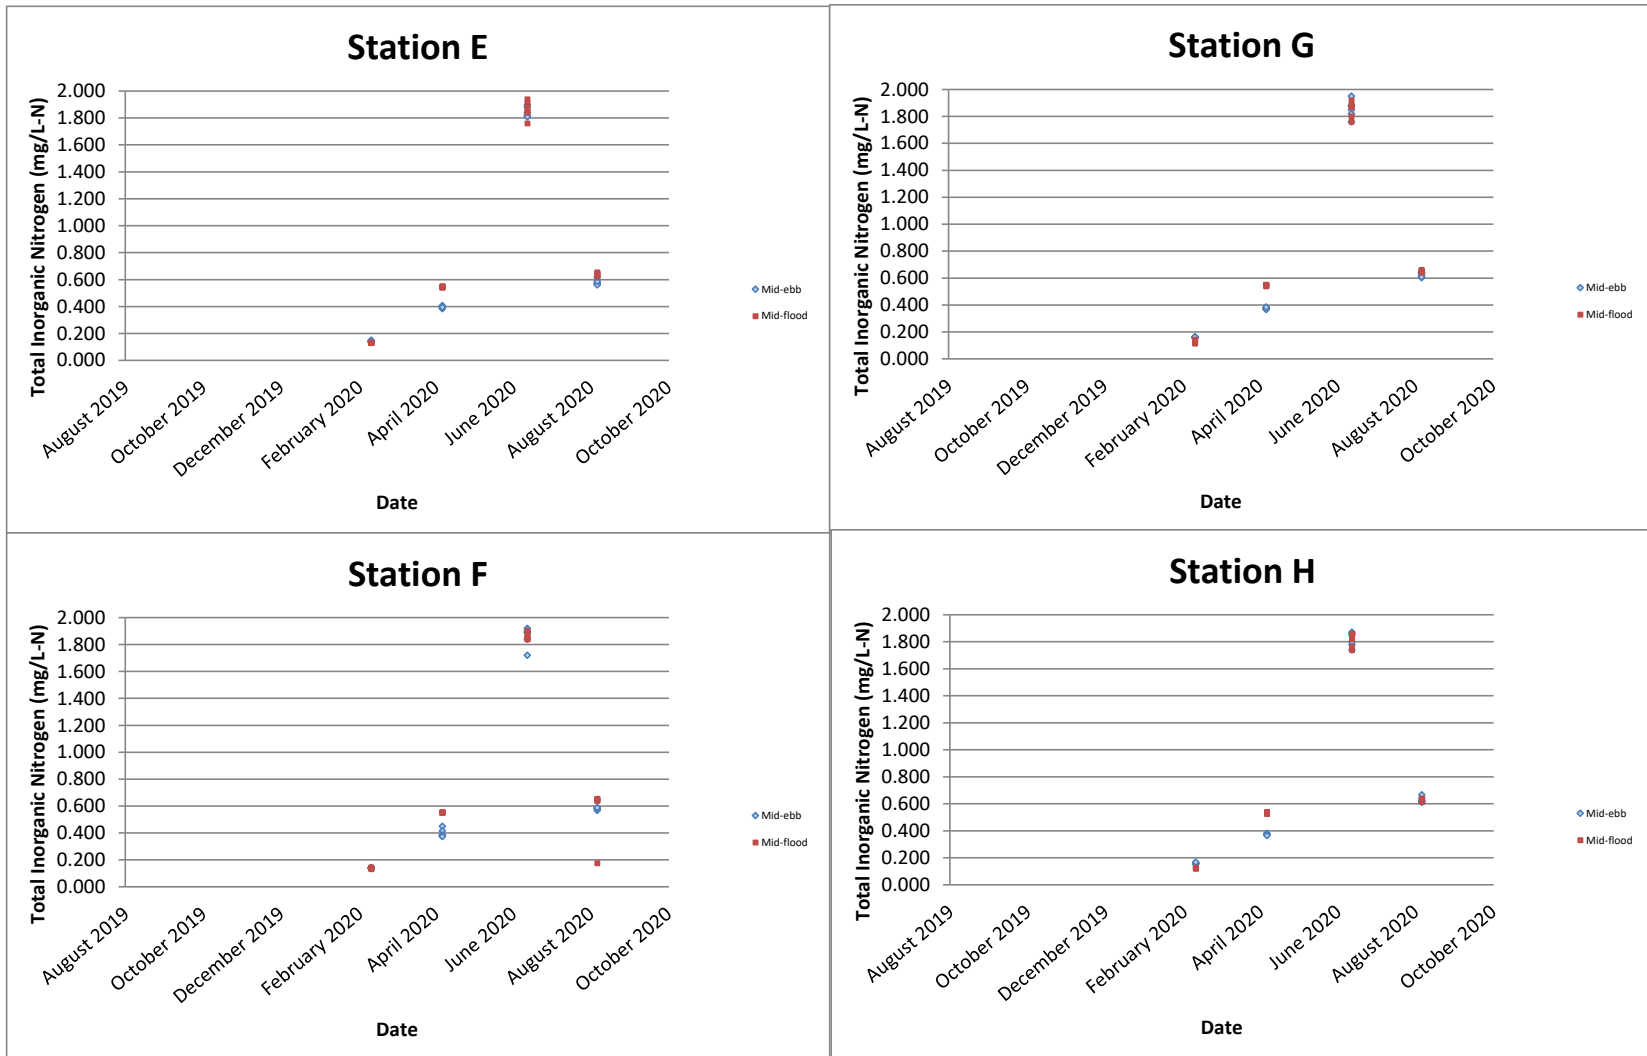 Station E
Total Inorganic Nitrogen (mg/L-N)
2.000
1.800
1.600
1.400
1.200
1.000
0.800
0.600
0.400
0.200
0.000
August 2019
October 2019
December 2019
February 2020
April 2020
June 2020
August 2020
October 2020
Date
Mid-ebb
Mid-flood
Station G
Total Inorganic Nitrogen (mg/L-N)
2.000
1.800
1.600
1.400
1.200
1.000
0.800
0.600
0.400
0.200
0.000
August 2019
October 2019
December 2019
February 2020
April 2020
June 2020
August 2020
October 2020
Date
Mid-ebb
Mid-flood
Station F
Total Inorganic Nitrogen (mg/L-N)
2.000
1.800
1.600
1.400
1.200
1.000
0.800
0.600
0.400
0.200
0.000
August 2019
October 2019
December 2019
February 2020
April 2020
June 2020
August 2020
October 2020
Date
Mid-ebb
Mid-flood
Station H
Total Inorganic Nitrogen (mg/L-N)
2.000
1.800
1.600
1.400
1.200
1.000
0.800
0.600
0.400
0.200
0.000
August 2019
October 2019
December 2019
February 2020
April 2020
June 2020
August 2020
October 2020
Date
Mid-ebb
Mid-flood